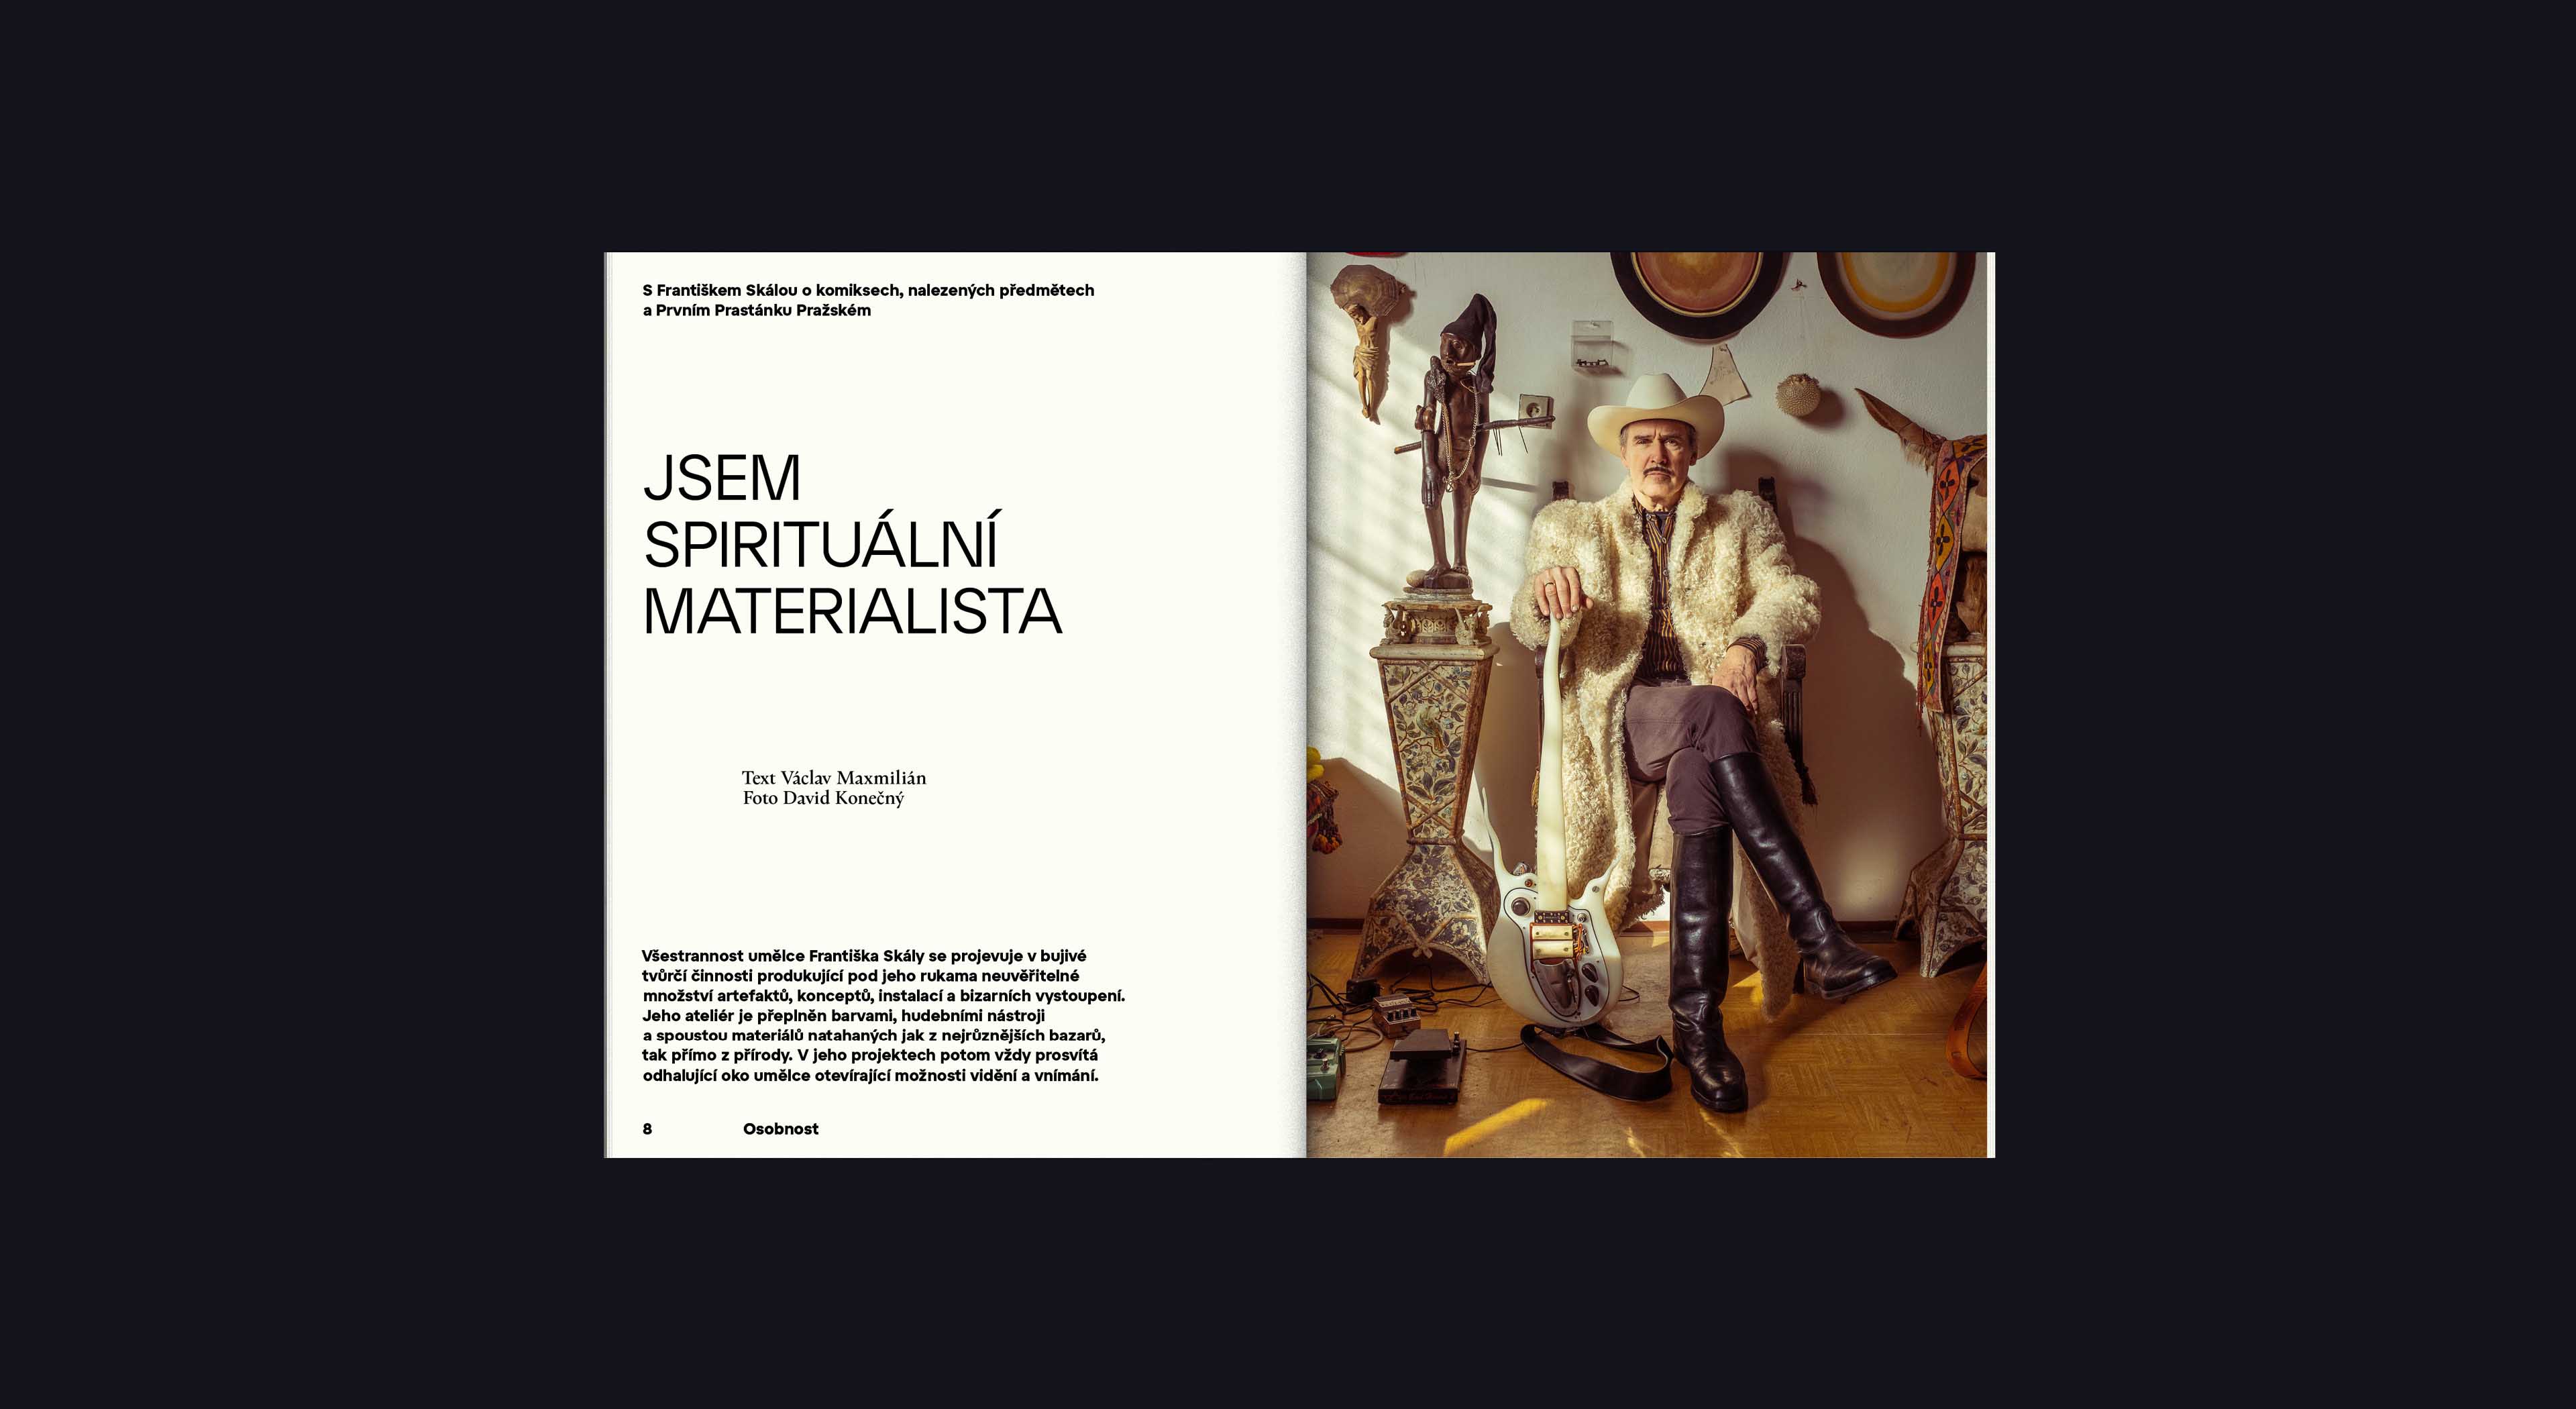 S Františkem Skálou o komiksech, nalezených předmětech
a Prvním Prastánku Pražském
JSEM
SPIRITUÁLNÍ
MATERIALISTA
Text Václav Maxmilián
Foto David Konečný
Všestrannost umělce Františka Skály se projevuje v bujivé
tvůrčí činnosti produkující pod jeho rukama neuvěřitelné
množství artefaktů, konceptů, instalací a bizarních vystoupení.
Jeho ateliér je přeplněn barvami, hudebními nástroji
a spoustou materiálů natahaných jak z nejrůznějších bazarů,
tak přímo z přírody. V jeho projektech potom vždy prosvítá
odhalující oko umělce otevírající možnosti vidění a vnímání.
8 Osobnost